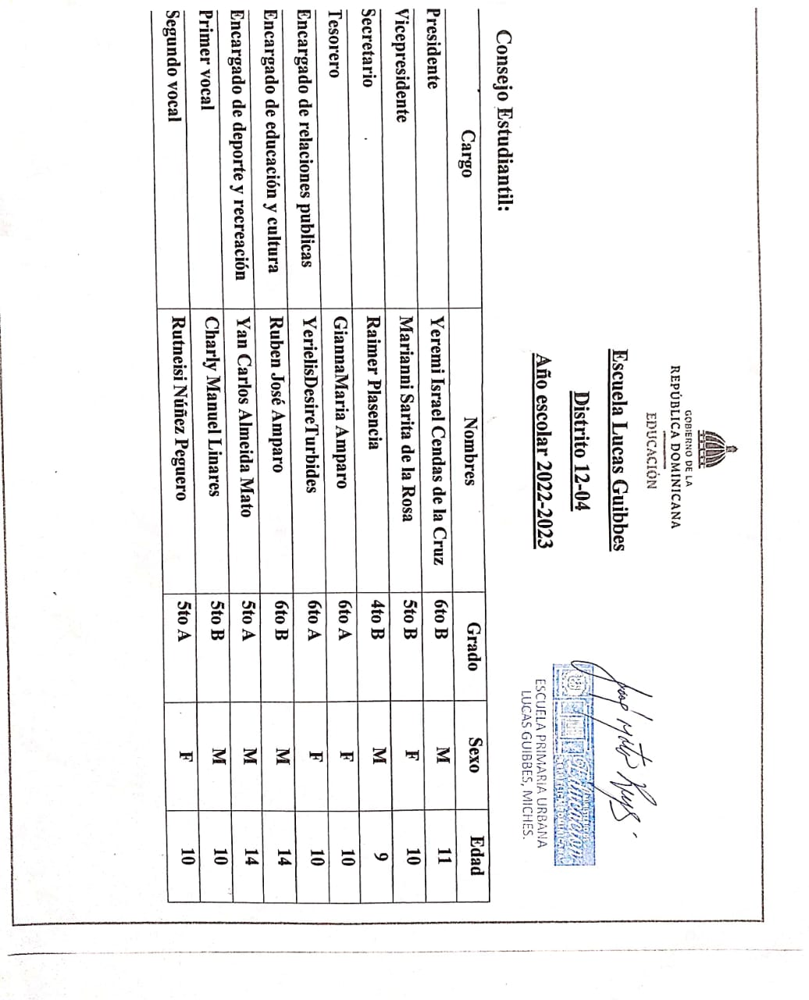 GOBIERNO DE LA
REPÚBLICA DOMINICANA
EDUCACIÓN
Escuela Lucas Guibbes
Distrito 12-04
Año escolar 2022-2023
ESCUELA PRIMARIA URBANA
LUCAS GUIBBES, MICHES.
Consejo Estudiantil:
Cargo Nombres Grado Sexo Edad
Presidente Yeremi Israel Cendas de la Cruz 6to B M 11
Vicepresidente Marianni Sarita de la Rosa 5to B F 10
Secretario Raimer Plasencia 4to B M 9
Tesorero GiannaMaria Amparo 6to A F 10
Encargado de relaciones publicas YerielisDesireTurbides 6to A F 10
Encargado de educación y cultura Ruben José Amparo 6to B M 14
Encargado de deporte y recreación Yan Carlos Almeida Mato 5to A M 14
Primer vocal Charly Manuel Linares 5to B M 10
Segundo vocal Rutneisi Núñez Peguero 5to A F 10